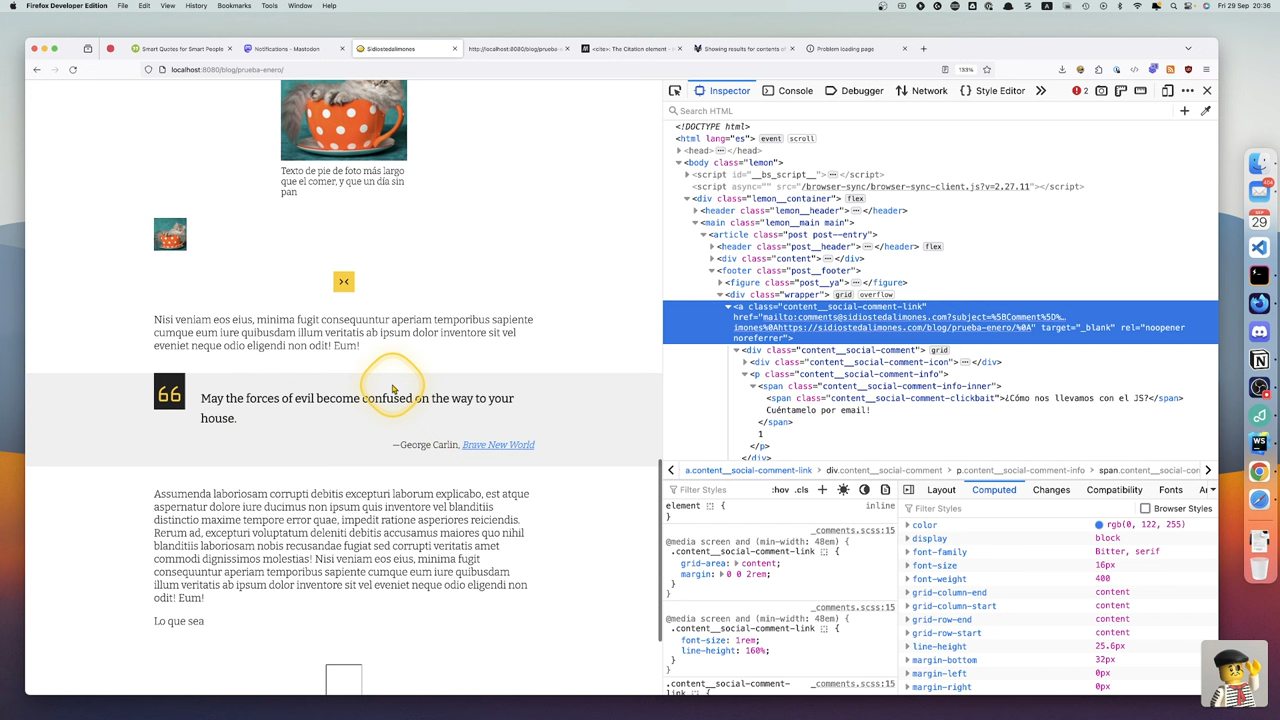 Firefox Developer Edition File Edit View History Bookmarks Tools Window Help Fri 29 Sep 20:36
Smart Quotes for Smart People Notifications - Mastodon Sidiostedalimones http://localhost:8080/blog/prueba-e <cite>: The Citation element - H Showing results for contents of Problem loading page
localhost:8080/blog/prueba-enero/ 133%
Texto de pie de foto más largo
que el comer, y que un día sin
pan
Nisi veniam eos eius, minima fugit consequuntur aperiam temporibus sapiente
cumque eum iure quibusdam illum veritatis ab ipsum dolor inventore sit vel
eveniet neque odio eligendi non odit! Eum!
May the forces of evil become confused on the way to your
house.
—George Carlin, Brave New World
Assumenda laboriosam corrupti debitis excepturi laborum explicabo, est atque
aspernatur dolore iure ducimus non ipsum quis inventore vel blanditiis
distinctio maxime tempore error quae, impedit ratione asperiores reiciendis.
Rerum ad, excepturi voluptatum deleniti debitis accusamus maiores quo nihil
blanditiis laboriosam nobis recusandae fugiat sed corrupti veritatis amet
commodi dignissimos molestias! Nisi veniam eos eius, minima fugit
consequuntur aperiam temporibus sapiente cumque eum iure quibusdam
illum veritatis ab ipsum dolor inventore sit vel eveniet neque eligendi non
odit! Eum!
Lo que sea
Inspector Console Debugger Network Style Editor 2
Search HTML
<!DOCTYPE html>
<html lang="es"> event scroll
<head> </head>
<body class="lemon">
<script id="__bs_script__"> </script>
<script async="" src="/browser-sync/browser-sync-client.js?v=2.27.11"></script>
<div class="lemon__container"> flex
<header class="lemon__header"> </header>
<main class="lemon__main main">
<article class="post post--entry">
<header class="post__header"> </header> flex
<div class="content"> </div>
<footer class="post__footer">
<figure class="post__ya"> </figure>
<div class="wrapper"> grid overflow
<a class="content__social-comment-link"
href="mailto:comments@sidiostedalimones.com?subject=%5BComment%5D%…
imones%0Ahttps://sidiostedalimones.com/blog/prueba-enero/%0A" target="_blank" rel="noopener
noreferrer">
<div class="content__social-comment"> grid
<div class="content__social-comment-icon"> </div>
<p class="content__social-comment-info">
<span class="content__social-comment-info-inner">
<span class="content__social-comment-clickbait">¿Cómo nos llevamos con el JS?</span>
Cuéntamelo por email!
</span>
1
</p>
</div>
a.content__social-comment-link div.content__social-comment p.content__social-comment-info span.content__social-con
Filter Styles :hov .cls
element {
inline
}
_comments.scss:15
@media screen and (min-width: 48em) {
.content__social-comment-link {
grid-area: content;
margin: 0 0 2rem;
}
}
_comments.scss:15
@media screen and (min-width: 48em) {
.content__social-comment-link {
font-size: 1rem;
line-height: 160%;
}
}
.content__social-comment- _comments.scss:15
link {
Layout Computed Changes Compatibility Fonts Ar
Filter Styles Browser Styles
color rgb(0, 122, 255)
display block
font-family Bitter, serif
font-size 16px
font-weight 400
grid-column-end content
grid-column-start content
grid-row-end content
grid-row-start content
line-height 25.6px
margin-bottom 32px
margin-left 0px
margin-right 0px
404
SEP
29
WS